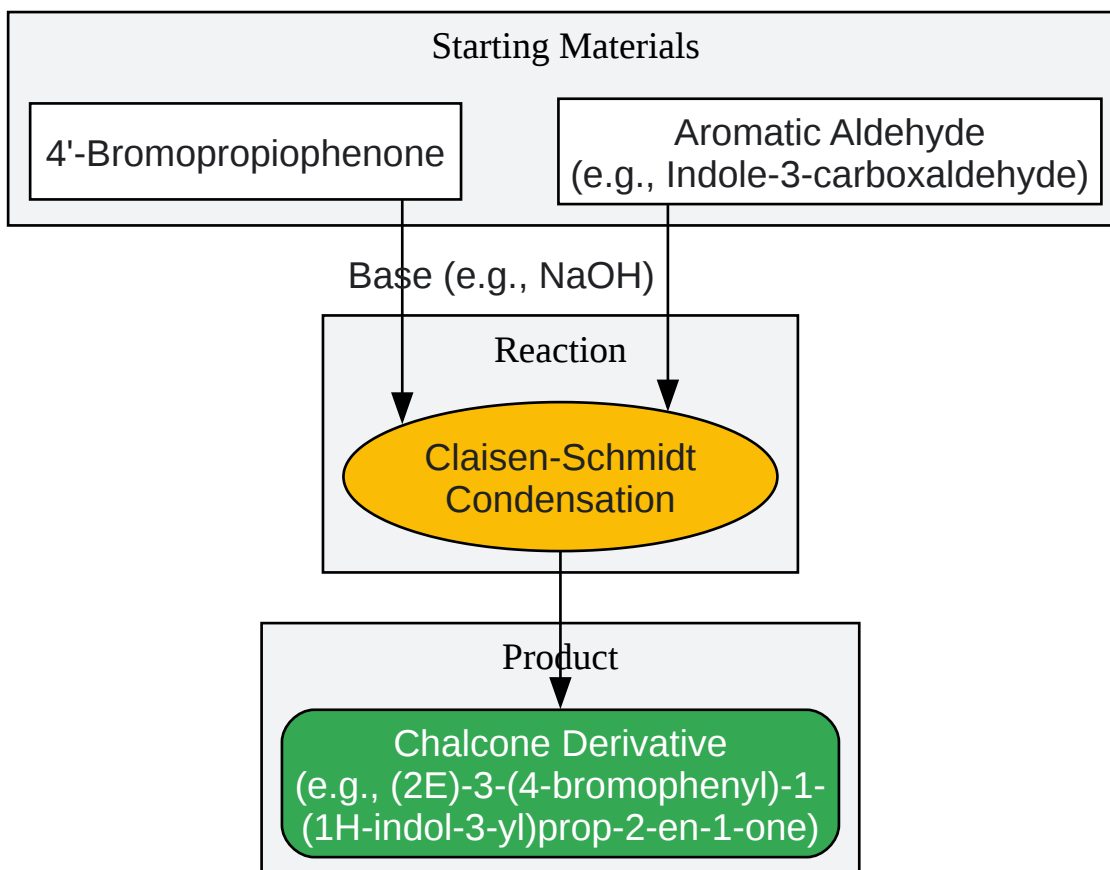 Starting Materials
4'-Bromopropiophenone
Aromatic Aldehyde
(e.g., Indole-3-carboxaldehyde)
Base (e.g., NaOH)
Reaction
Claisen-Schmidt
Condensation
Product
Chalcone Derivative
(e.g., (2E)-3-(4-bromophenyl)-1-
(1H-indol-3-yl)prop-2-en-1-one)